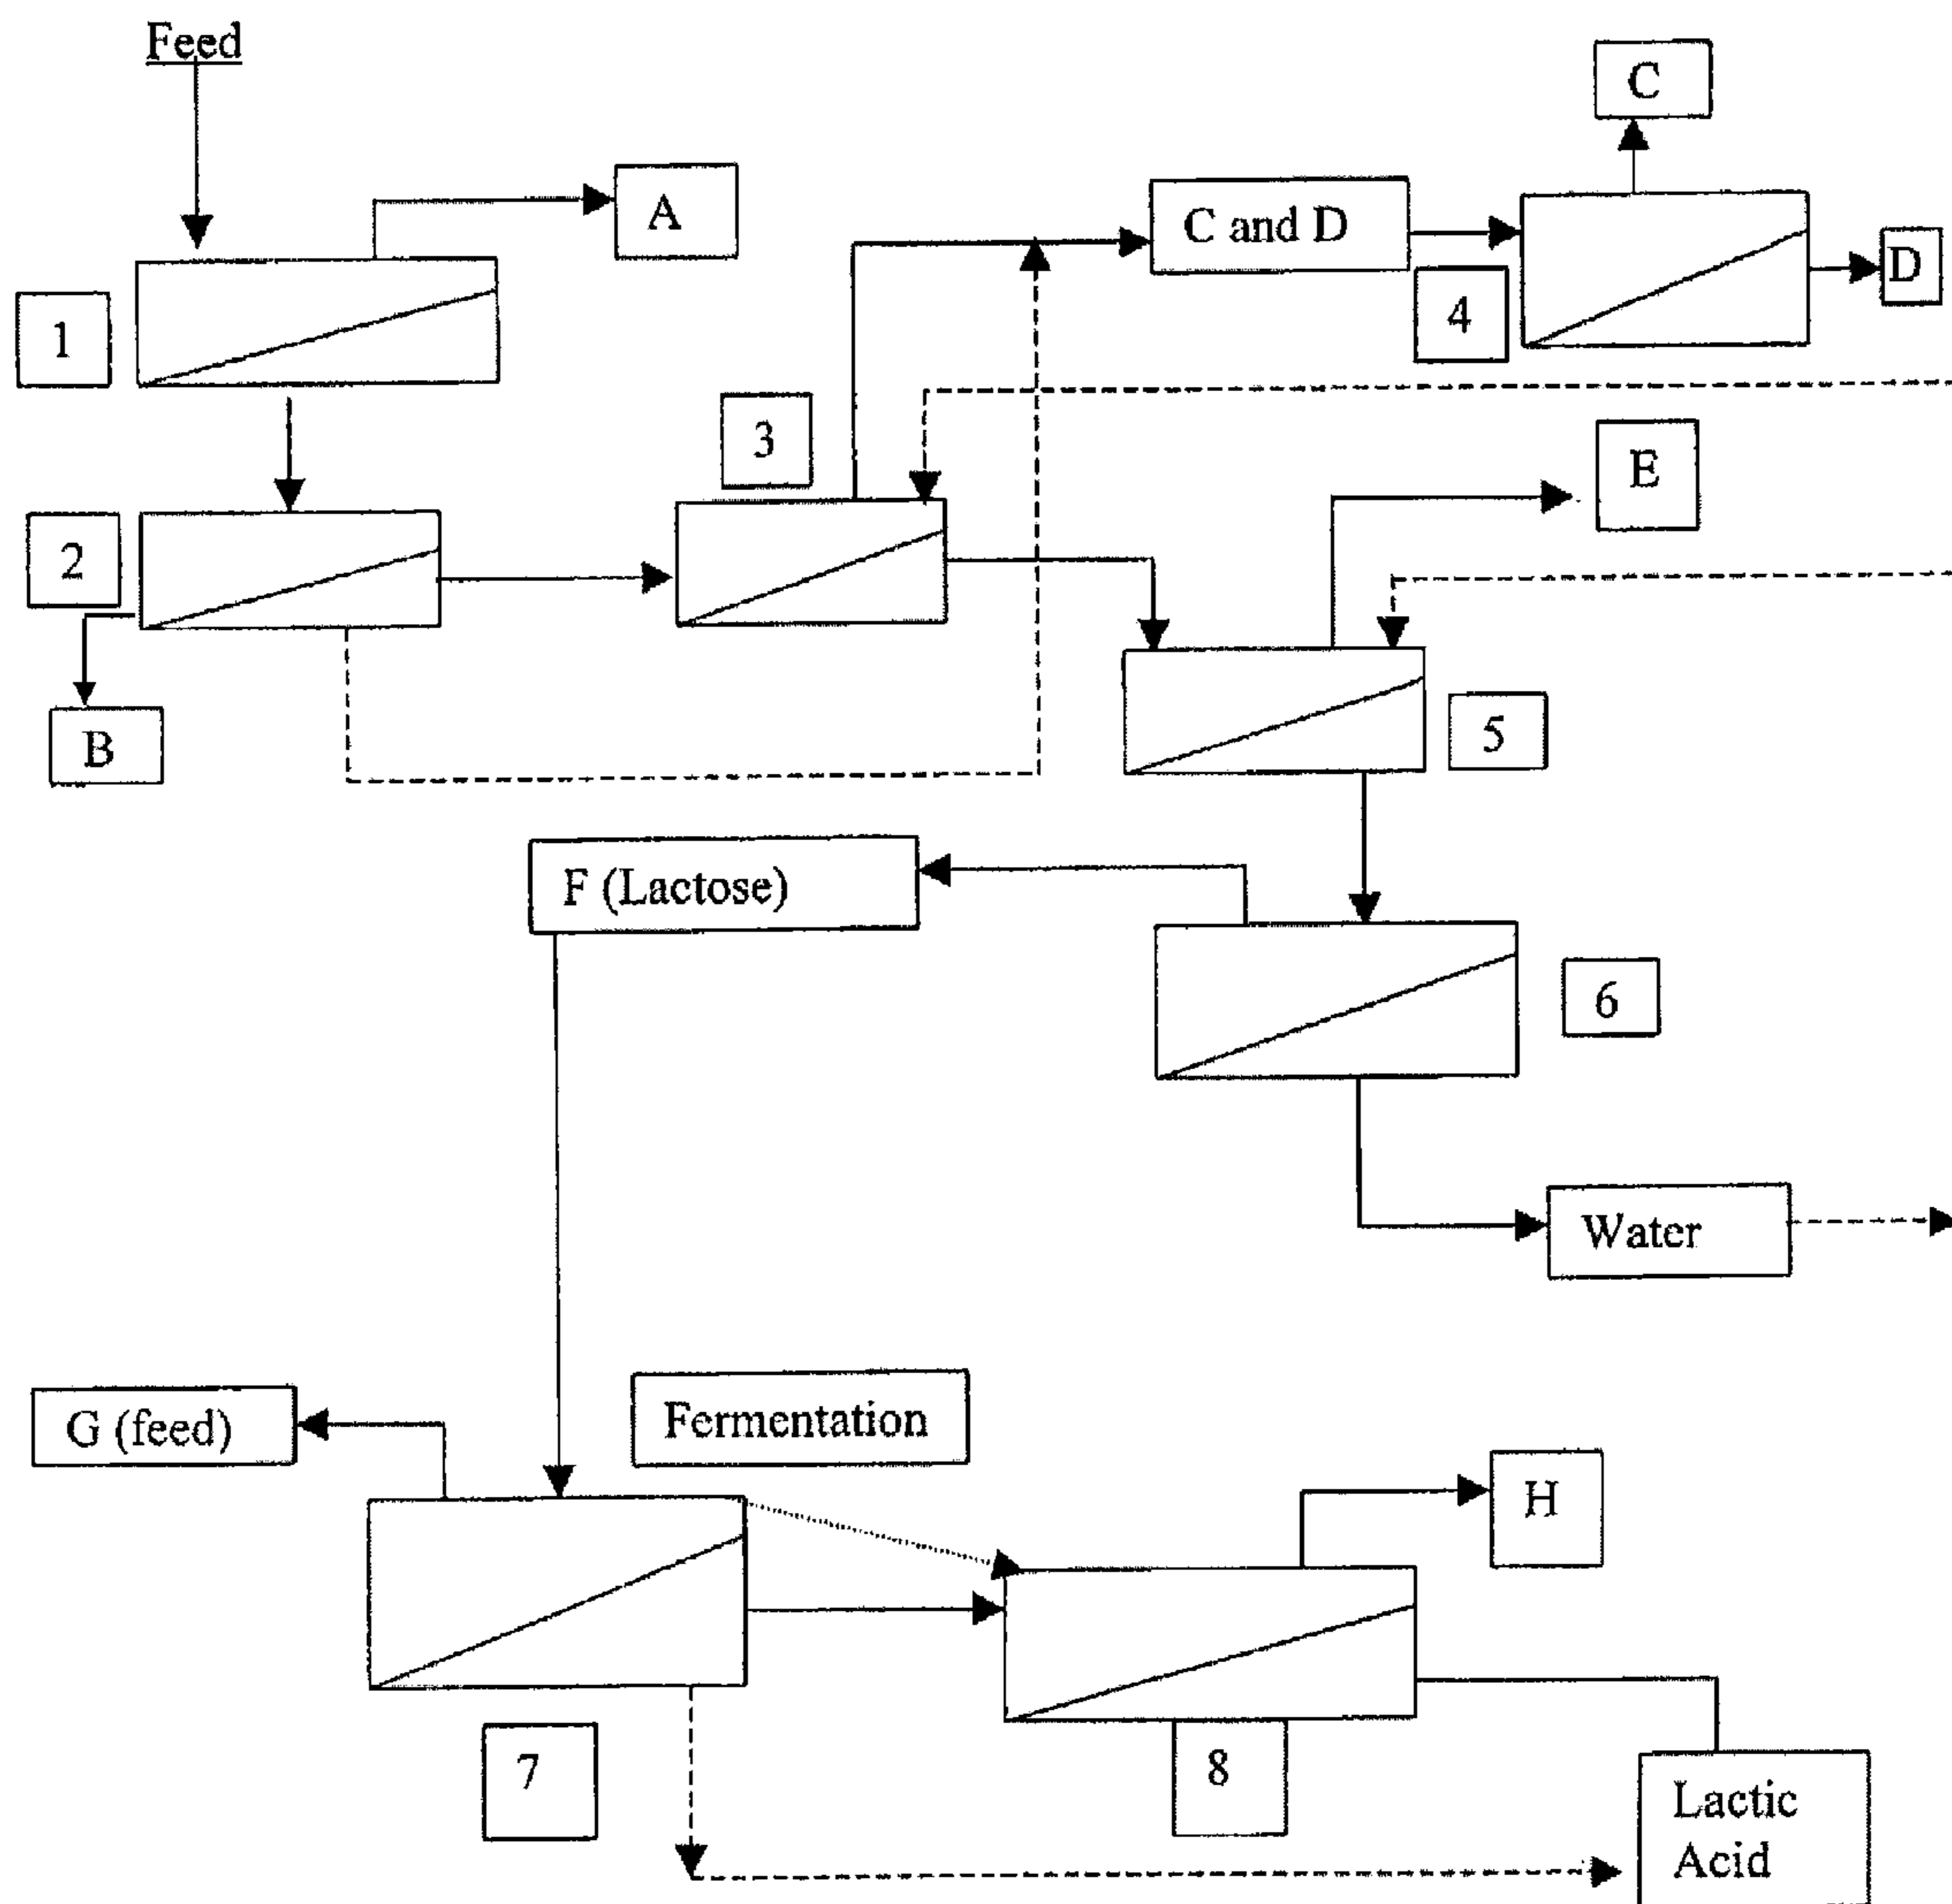 Feed
C
A
C and D
D
1
4
3
E
2
B
5
F (Lactose)
6
Water
G (feed)
Fermentation
H
7
8
Lactic
Acid